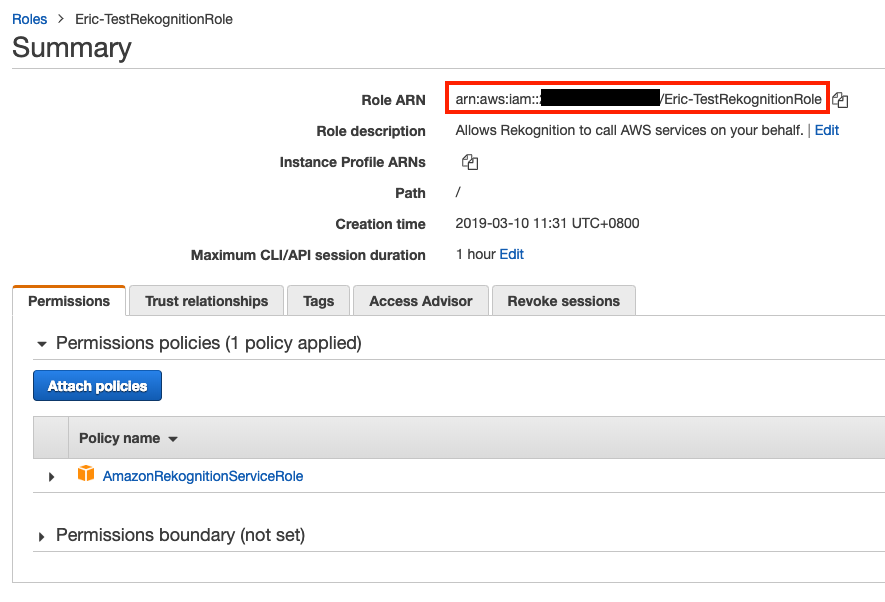 Roles > Eric-TestRekognitionRole
Summary
Role ARN arn:aws:iam:: /Eric-TestRekognitionRole
Role description Allows Rekognition to call AWS services on your behalf. | Edit
Instance Profile ARNs
Path /
Creation time 2019-03-10 11:31 UTC+0800
Maximum CLI/API session duration 1 hour Edit
Permissions Trust relationships Tags Access Advisor Revoke sessions
Permissions policies (1 policy applied)
Attach policies
Policy name
AmazonRekognitionServiceRole
Permissions boundary (not set)